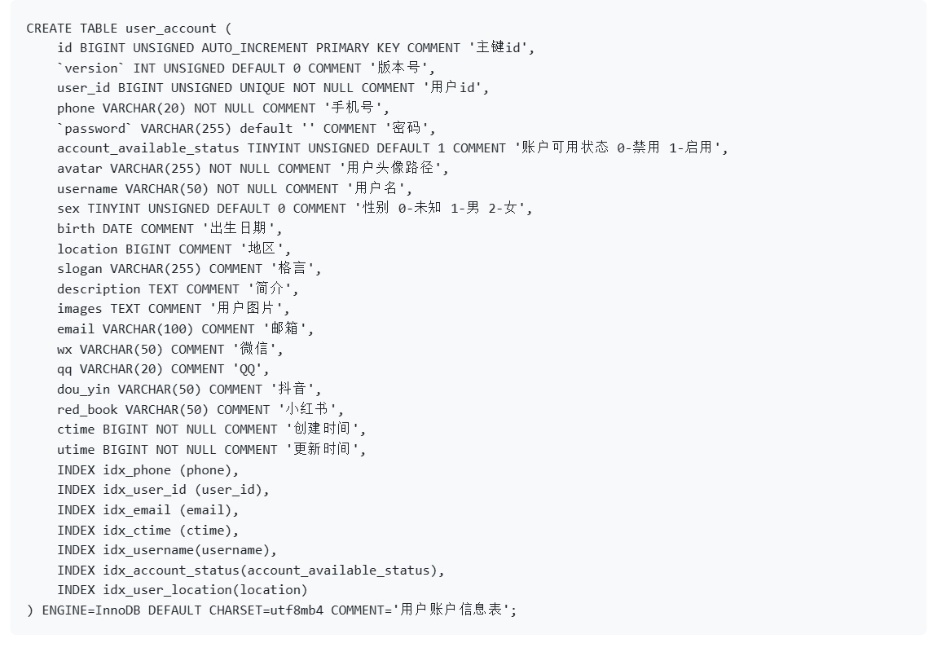 CREATE TABLE user_account (
    id BIGINT UNSIGNED AUTO_INCREMENT PRIMARY KEY COMMENT '主键id',
    `version` INT UNSIGNED DEFAULT 0 COMMENT '版本号',
    user_id BIGINT UNSIGNED UNIQUE NOT NULL COMMENT '用户id',
    phone VARCHAR(20) NOT NULL COMMENT '手机号',
    `password` VARCHAR(255) default '' COMMENT '密码',
    account_available_status TINYINT UNSIGNED DEFAULT 1 COMMENT '账户可用状态 0-禁用 1-启用',
    avatar VARCHAR(255) NOT NULL COMMENT '用户头像路径',
    username VARCHAR(50) NOT NULL COMMENT '用户名',
    sex TINYINT UNSIGNED DEFAULT 0 COMMENT '性别 0-未知 1-男 2-女',
    birth DATE COMMENT '出生日期',
    location BIGINT COMMENT '地区',
    slogan VARCHAR(255) COMMENT '格言',
    description TEXT COMMENT '简介',
    images TEXT COMMENT '用户图片',
    email VARCHAR(100) COMMENT '邮箱',
    wx VARCHAR(50) COMMENT '微信',
    qq VARCHAR(20) COMMENT 'QQ',
    dou_yin VARCHAR(50) COMMENT '抖音',
    red_book VARCHAR(50) COMMENT '小红书',
    ctime BIGINT NOT NULL COMMENT '创建时间',
    utime BIGINT NOT NULL COMMENT '更新时间',
    INDEX idx_phone (phone),
    INDEX idx_user_id (user_id),
    INDEX idx_email (email),
    INDEX idx_ctime (ctime),
    INDEX idx_username(username),
    INDEX idx_account_status(account_available_status),
    INDEX idx_user_location(location)
) ENGINE=InnoDB DEFAULT CHARSET=utf8mb4 COMMENT='用户账户信息表';